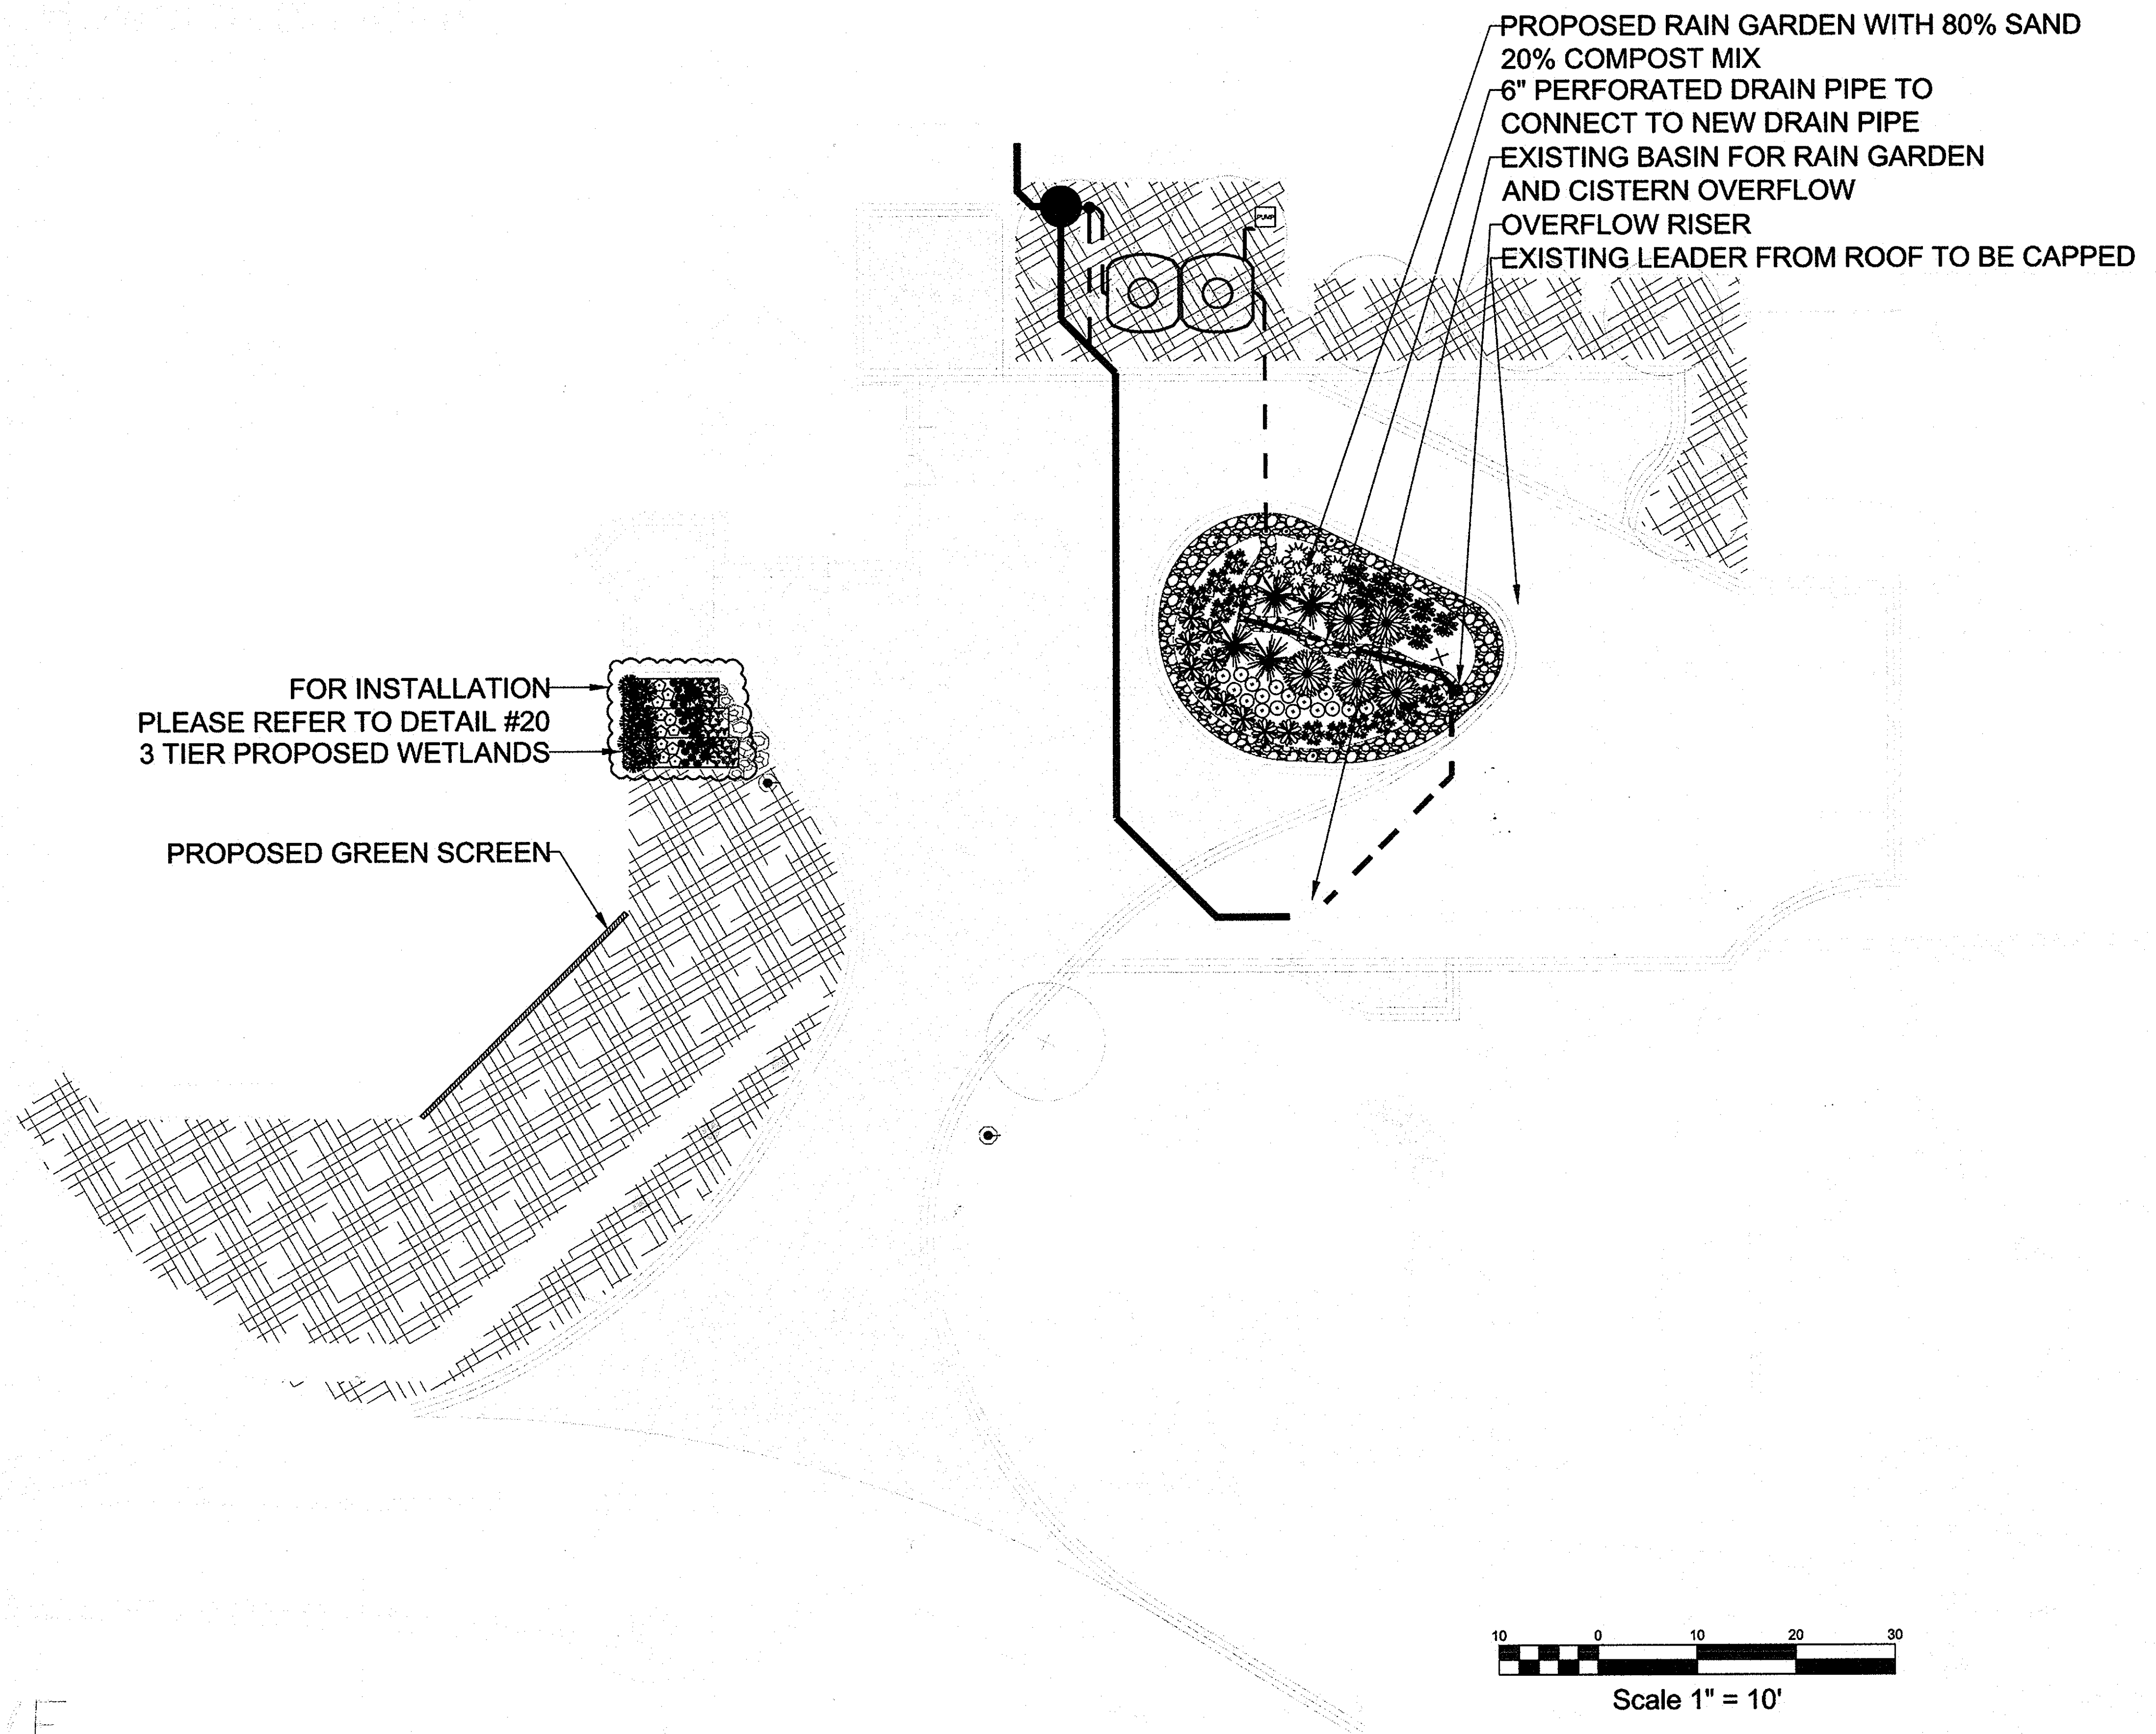 PROPOSED RAIN GARDEN WITH 80% SAND
20% COMPOST MIX
6" PERFORATED DRAIN PIPE TO
CONNECT TO NEW DRAIN PIPE
EXISTING BASIN FOR RAIN GARDEN
AND CISTERN OVERFLOW
OVERFLOW RISER
EXISTING LEADER FROM ROOF TO BE CAPPED
PUMP
FOR INSTALLATION
PLEASE REFER TO DETAIL #20
3 TIER PROPOSED WETLANDS
PROPOSED GREEN SCREEN
10 0 10 20 30
Scale 1" = 10'